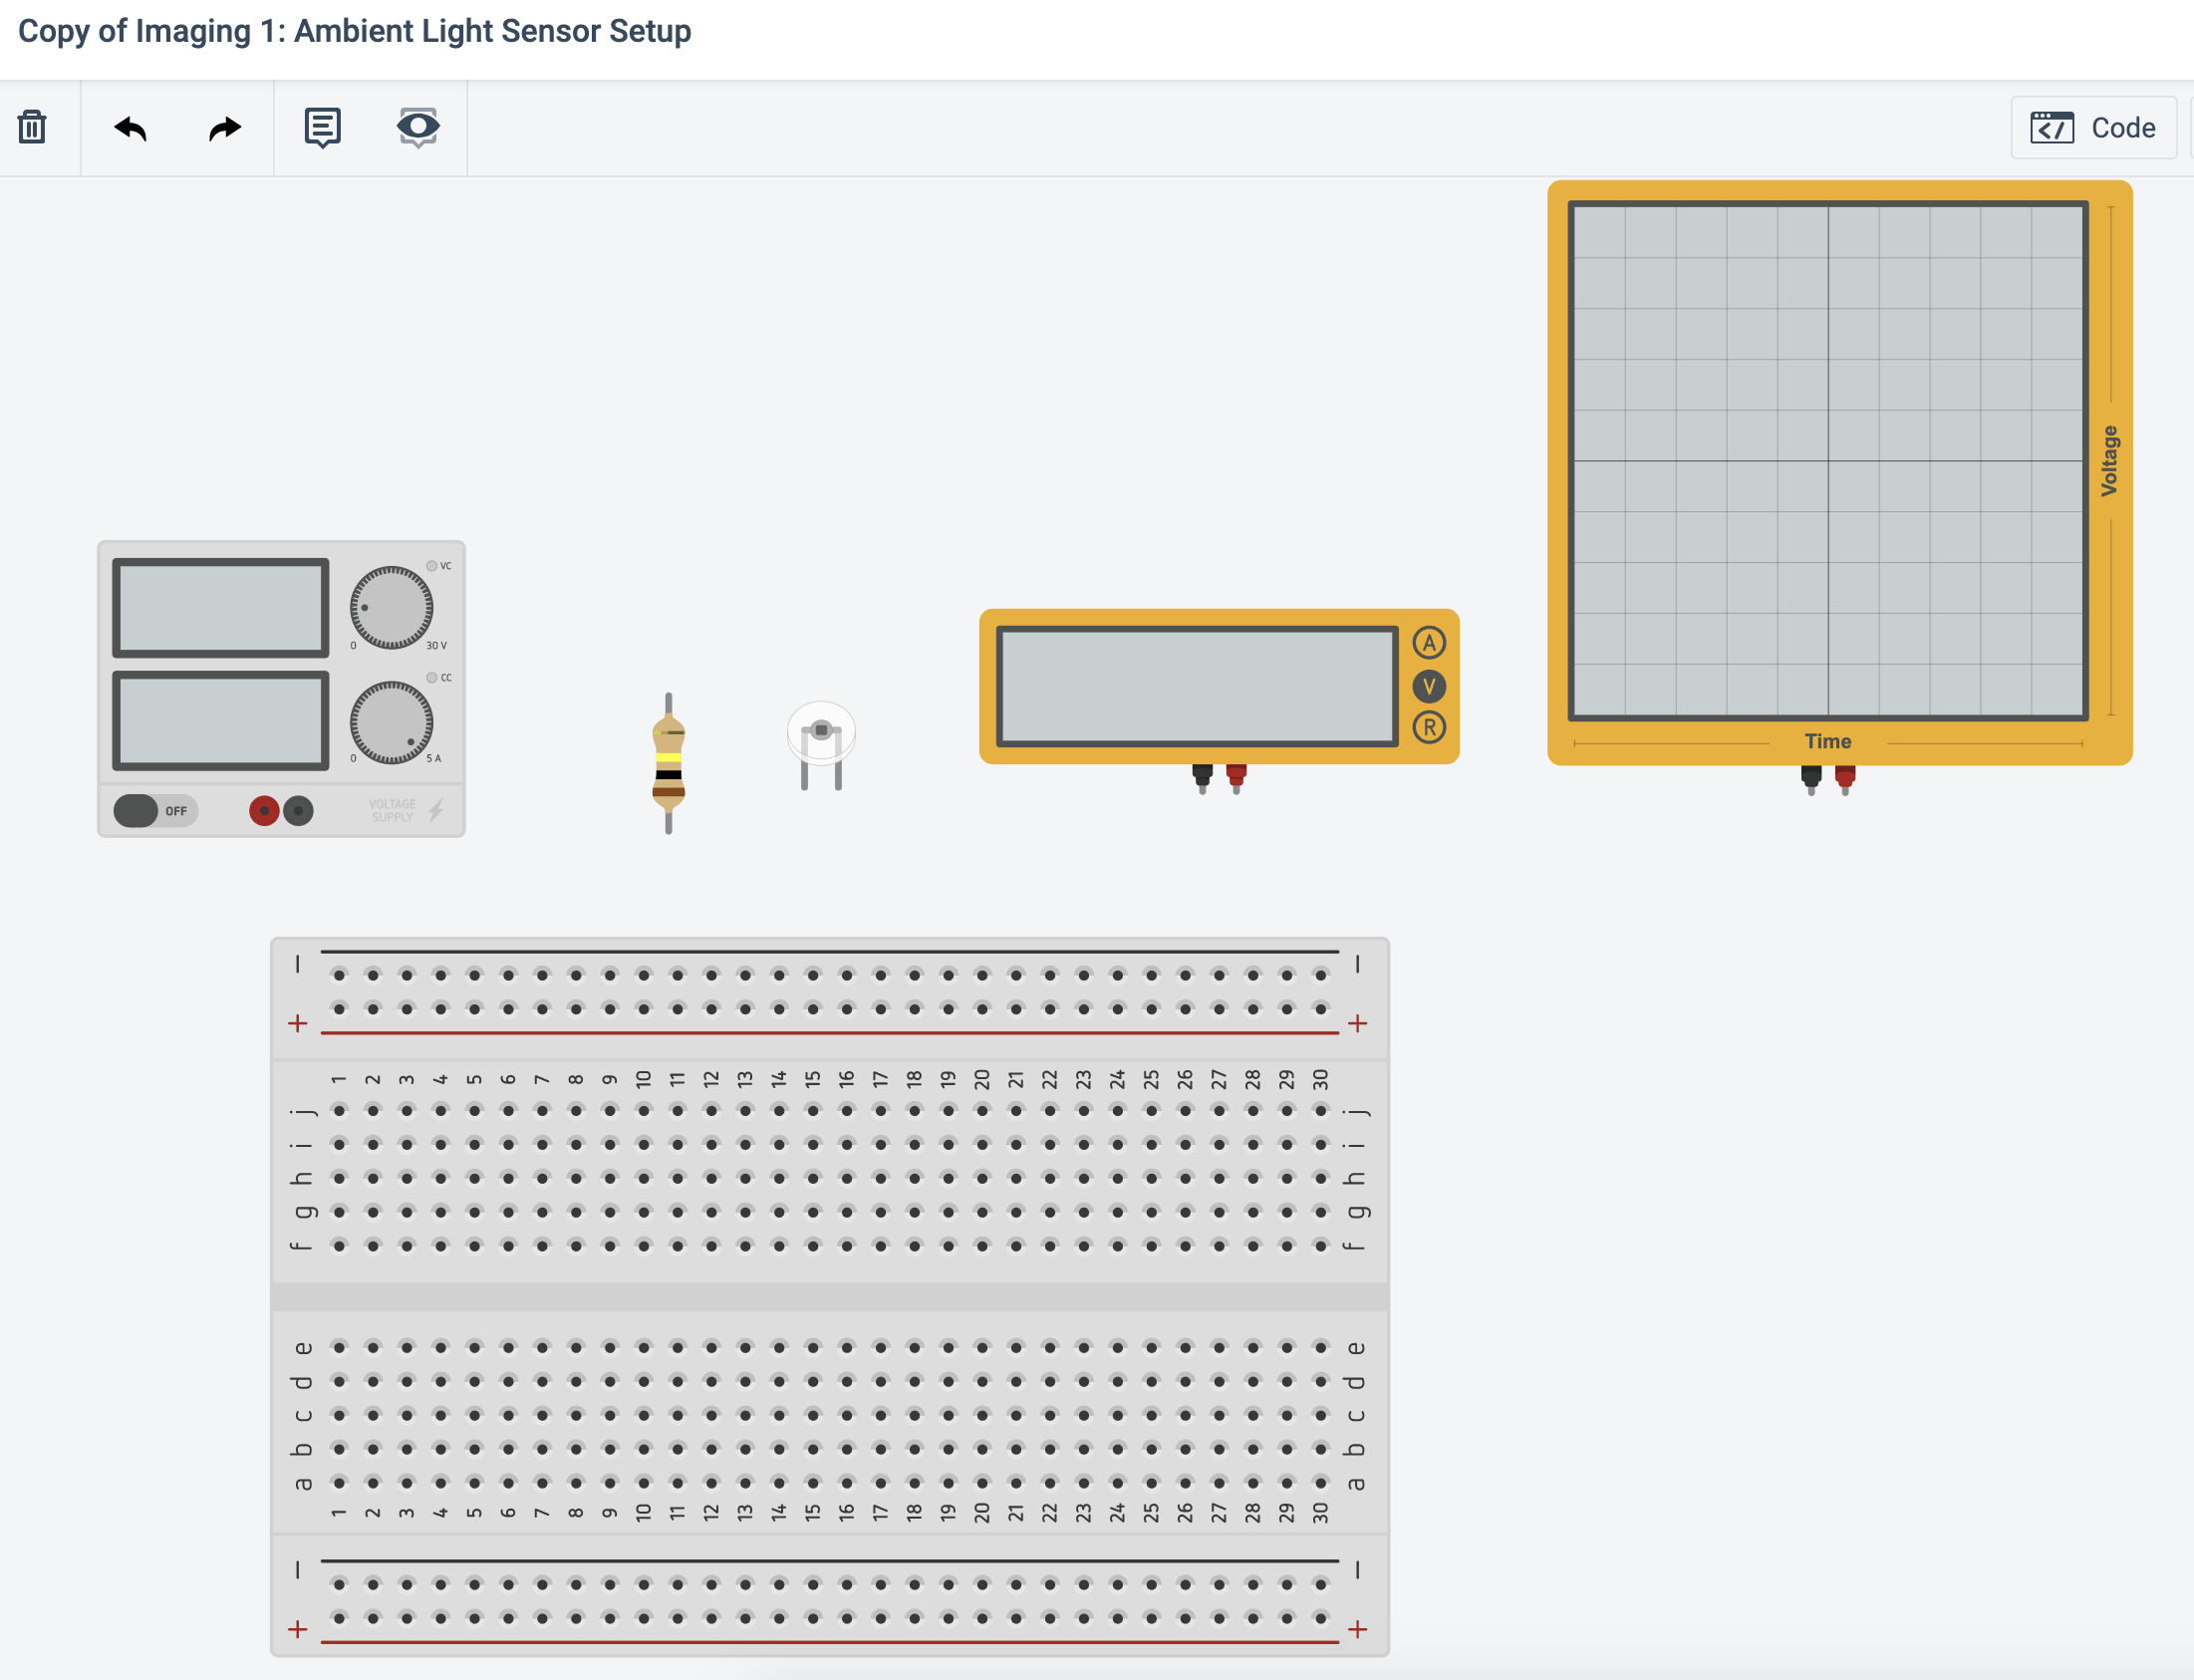 Copy of Imaging 1: Ambient Light Sensor Setup
Code
VC
0 30 V
CC
0 5 A
OFF
VOLTAGE
SUPPLY
A
V
R
Voltage
Time
− −
+ +
1 2 3 4 5 6 7 8 9 10 11 12 13 14 15 16 17 18 19 20 21 22 23 24 25 26 27 28 29 30
j j
i i
h h
g g
f f
e e
d d
c c
b b
a a
1 2 3 4 5 6 7 8 9 10 11 12 13 14 15 16 17 18 19 20 21 22 23 24 25 26 27 28 29 30
− −
+ +